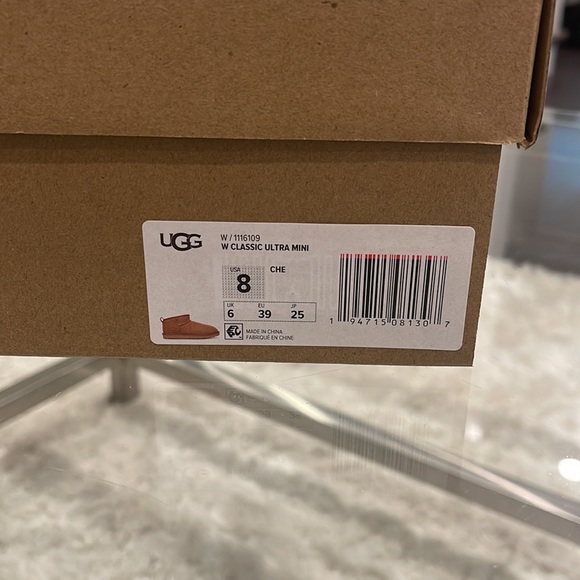 UGG
W / 1116109
W CLASSIC ULTRA MINI
USA
8
CHE
UK EU JP
6 39 25
MADE IN CHINA
FABRIQUÉ EN CHINE
1 94715 08130 7